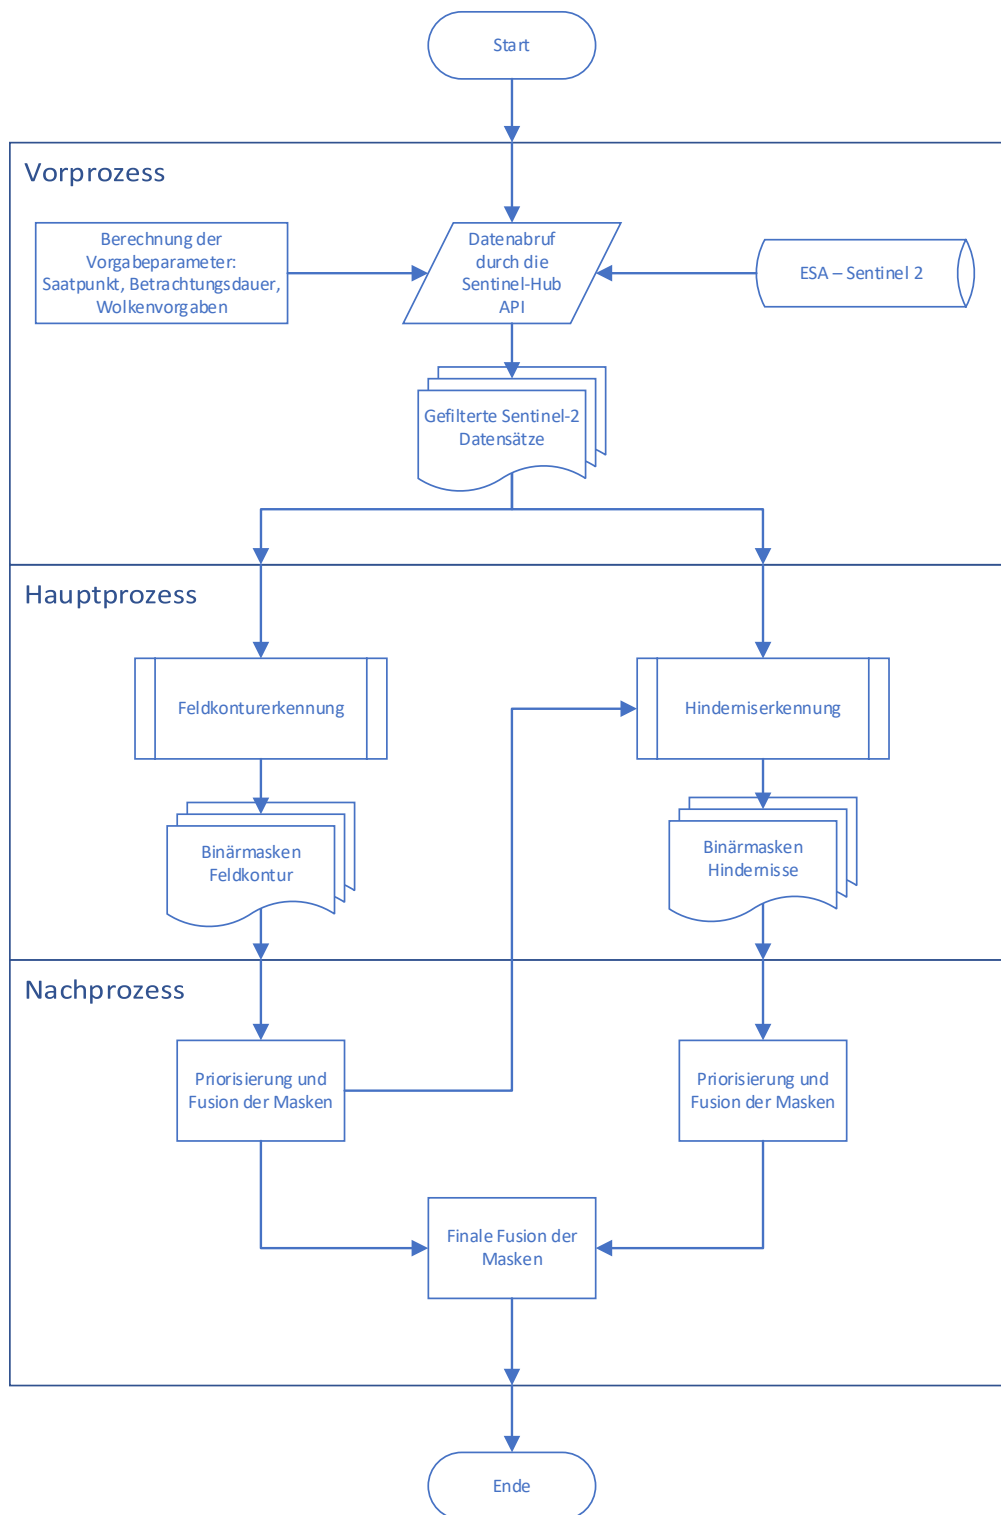 Start
Vorprozess
Berechnung der
Vorgabeparameter:
Saatpunkt, Betrachtungsdauer,
Wolkenvorgaben
Datenabruf
durch die
Sentinel-Hub
API
ESA – Sentinel 2
Gefilterte Sentinel-2
Datensätze
Hauptprozess
Feldkonturerkennung
Hinderniserkennung
Binärmasken
Feldkontur
Binärmasken
Hindernisse
Nachprozess
Priorisierung und
Fusion der Masken
Priorisierung und
Fusion der Masken
Finale Fusion der
Masken
Ende